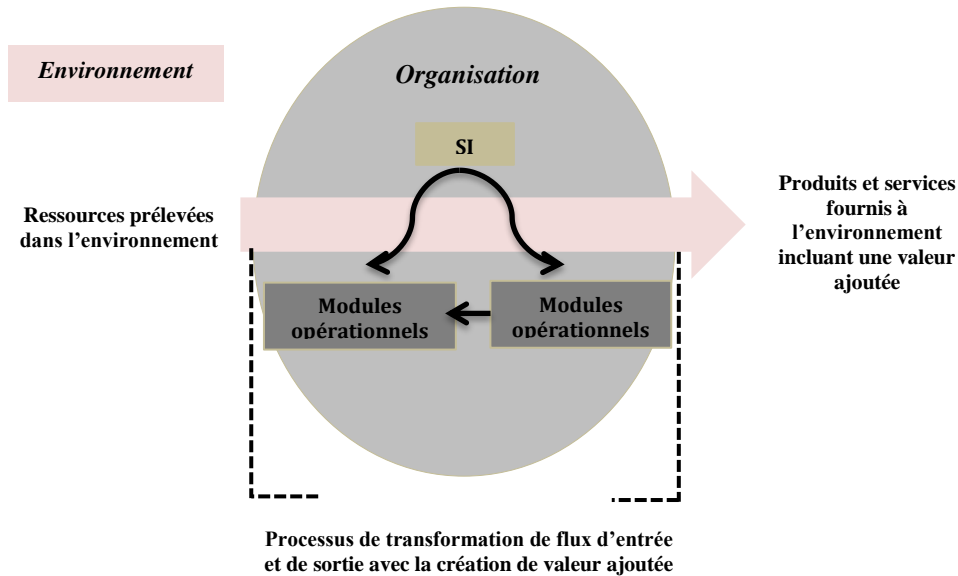 Environnement
Organisation
SI
Ressources prélevées
dans l’environnement
Produits et services
fournis à
l’environnement
incluant une valeur
ajoutée
Modules
opérationnels
Modules
opérationnels
Processus de transformation de flux d’entrée
et de sortie avec la création de valeur ajoutée